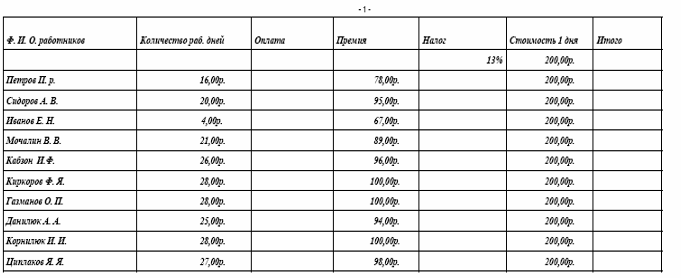 - 1 -
Ф. И. О. работников Количество раб. дней Оплата Премия Налог Стоимость 1 дня Итого
13% 200,00р.
Петров П. р. 16,00р. 78,00р. 200,00р.
Сидоров А. В. 20,00р. 95,00р. 200,00р.
Иванов Е. Н. 4,00р. 67,00р. 200,00р.
Мочалин В. В. 21,00р. 89,00р. 200,00р.
Кабзон И.Ф. 26,00р. 96,00р. 200,00р.
Киркоров Ф. Я. 28,00р. 100,00р. 200,00р.
Газманов О. П. 28,00р. 100,00р. 200,00р.
Данилюк А. А. 25,00р. 94,00р. 200,00р.
Корнилюк И. И. 28,00р. 100,00р. 200,00р.
Циплаков Я. Я. 27,00р. 98,00р. 200,00р.